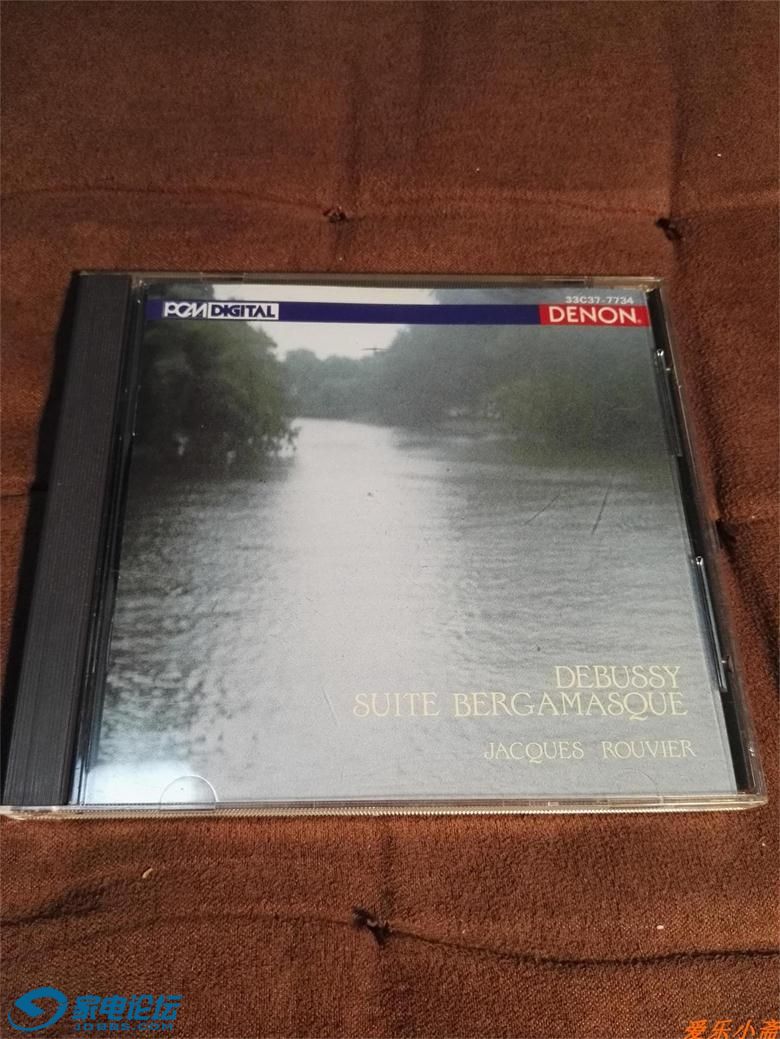 33C37-7734
PCM DIGITAL
DENON
DEBUSSY
SUITE BERGAMASQUE
JACQUES ROUVIER
家电论坛
JDBBS.COM
爱乐小斋